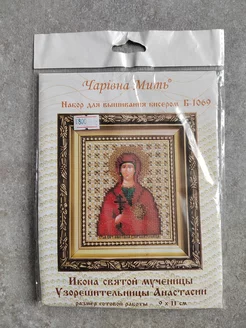 Чарівна Мить®
Набор для вышивания бисером Б-1069
Икона святой мученицы
Узорешительницы Анастасии
размер готовой работы - 9 x 11 см